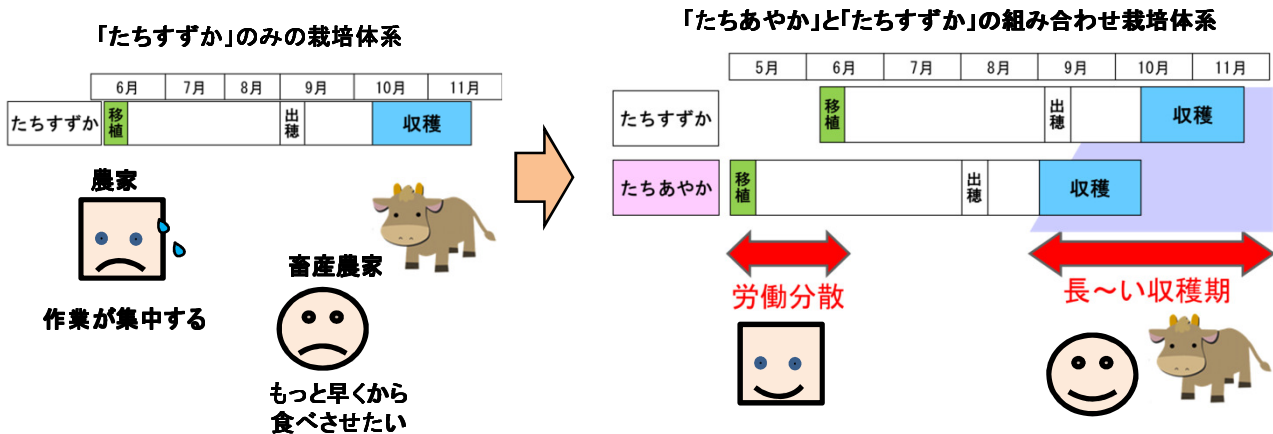 「たちすずか」のみの栽培体系
6月 7月 8月 9月 10月 11月
たちすずか 移植 出穂 収穫
農家
作業が集中する
畜産農家
もっと早くから
食べさせたい
「たちあやか」と「たちすずか」の組み合わせ栽培体系
5月 6月 7月 8月 9月 10月 11月
たちすずか 移植 出穂 収穫
たちあやか 移植 出穂 収穫
労働分散
長～い収穫期